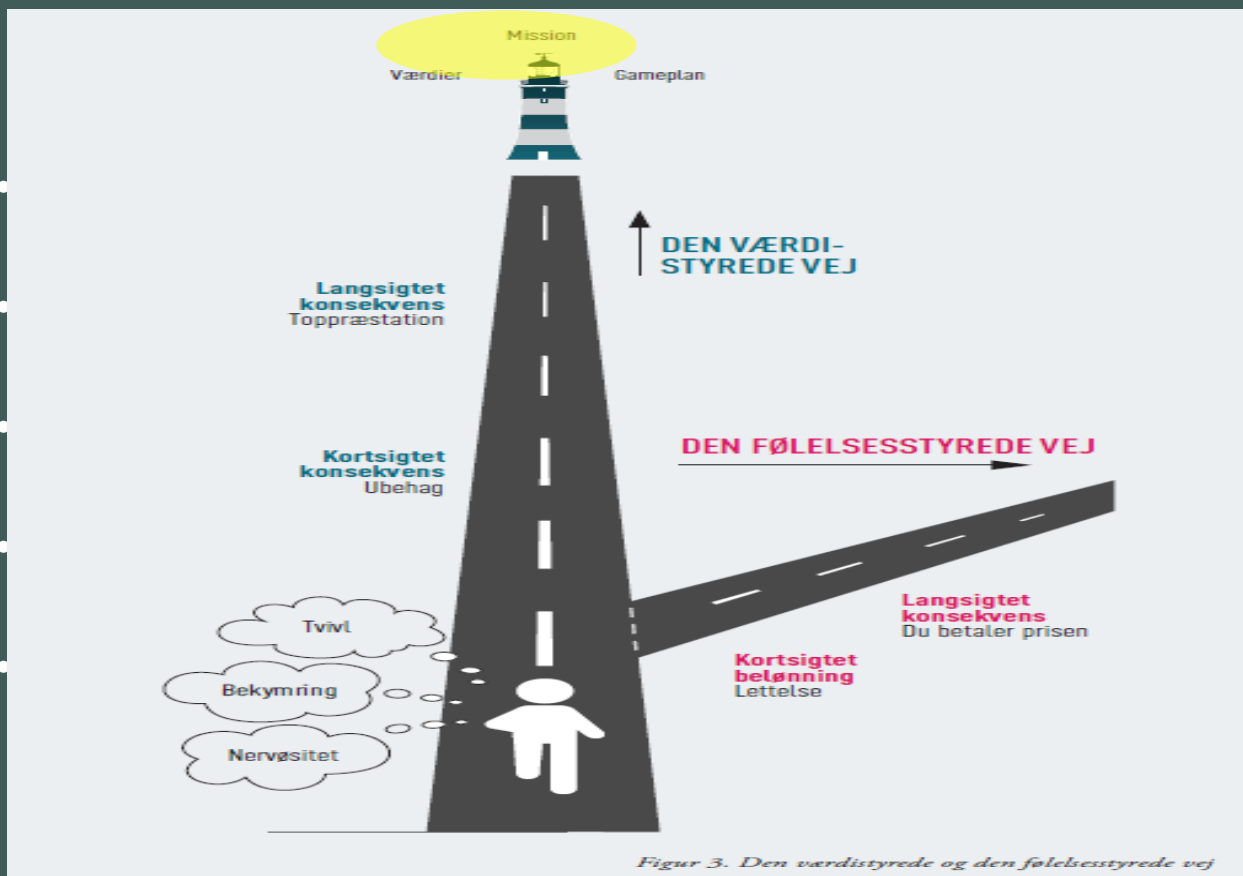 Mission
Værdier
Gameplan
DEN VÆRDI-
STYREDE VEJ
Langsigtet
konsekvens
Toppræstation
DEN FØLELSESSTYREDE VEJ
Kortsigtet
konsekvens
Ubehag
Langsigtet
konsekvens
Du betaler prisen
Kortsigtet
belønning
Lettelse
Tvivl
Bekymring
Nervøsitet
Figur 3. Den værdistyrede og den følelsesstyrede vej